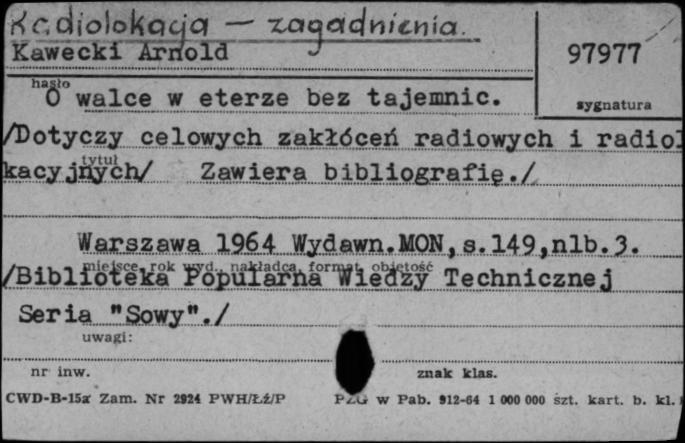 Radiolokacja — zagadnienia.
Kawecki Arnold
97977
hasło
sygnatura
O walce w eterze bez tajemnic.
/Dotyczy celowych zakłóceń radiowych i radiol
tytuł
kacyjnych/ Zawiera bibliografię./
Warszawa 1964 Wydawn.MON,s.149,nlb.3.
miejsce, rok wyd., nakładca, format, objętość
/Biblioteka Popularna Wiedzy Technicznej
Seria "Sowy"./
uwagi:
nr inw.
znak klas.
CWD-B-15a Zam. Nr 2924 PWH/Łź/P PZG w Pab. 912-64 1 000 000 szt. kart. b. kl.